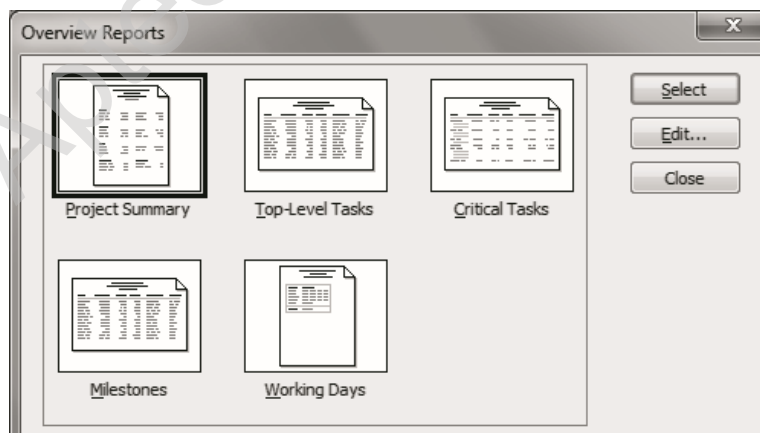 Overview Reports
X
Select
Edit...
Close
Project Summary
Top-Level Tasks
Critical Tasks
Milestones
Working Days